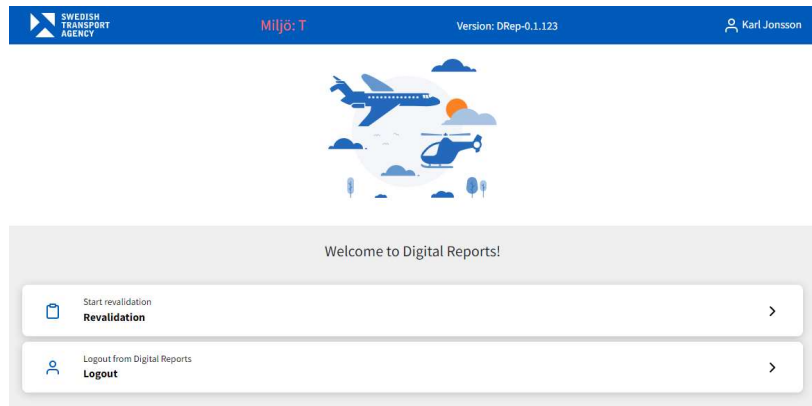 SWEDISH
TRANSPORT
AGENCY
Miljö: T
Version: DRep-0.1.123
Karl Jonsson
Welcome to Digital Reports!
Start revalidation
Revalidation
Logout from Digital Reports
Logout